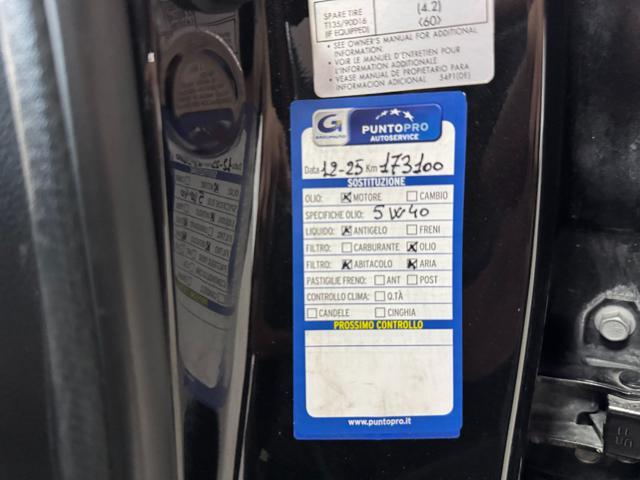 SPARE TIRE (4.2)
T135/90D16 (60)
(IF EQUIPPED)
• SEE OWNER'S MANUAL FOR ADDITIONAL
INFORMATION
• VOIR LE MANUEL D'ENTRETIEN POUR
L'INFORMATION ADDITIONALE
• VEASE MANUAL DE PROPIETARIO PARA
INFORMACION ADICIONAL 5491(DE)
G PUNTOPRO
GROUPAUTO AUTOSERVICE
Data 12-25 Km 173100
SOSTITUZIONE
OLIO: MOTORE CAMBIO
SPECIFICHE OLIO: 5W40
LIQUIDO: ANTIGELO FRENI
FILTRO: CARBURANTE OLIO
FILTRO: ABITACOLO ARIA
PASTIGLIE FRENO: ANT POST
CONTROLLO CLIMA: Q.TÀ
CANDELE CINGHIA
PROSSIMO CONTROLLO
www.puntopro.it